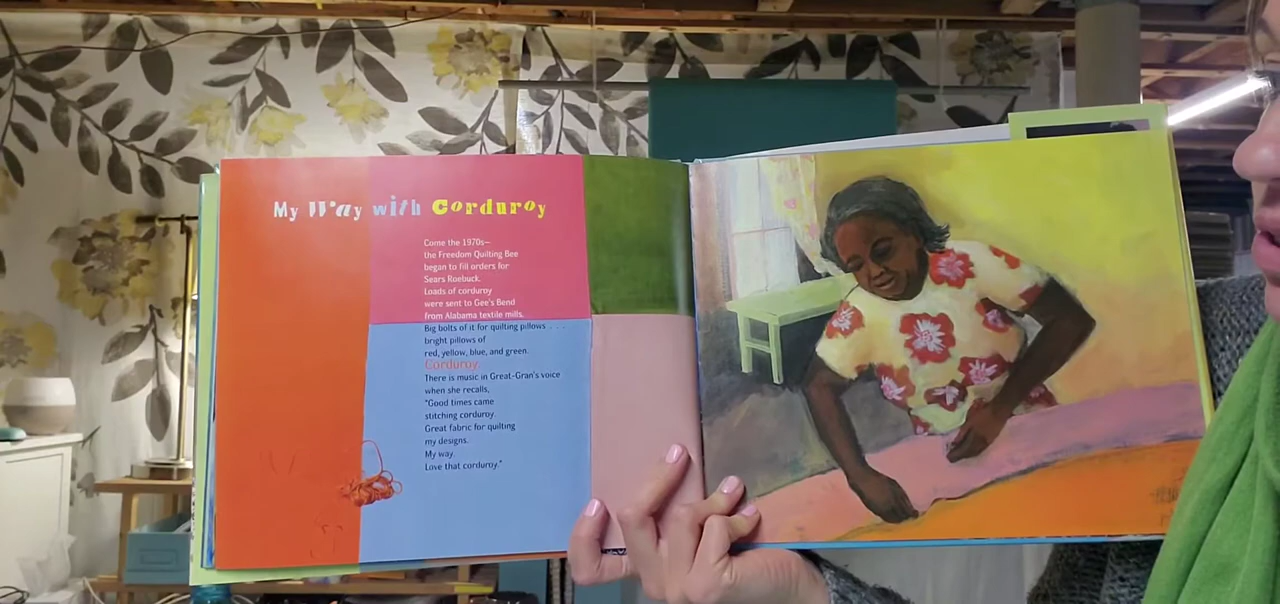 My Way with Corduroy
Come the 1970s—
the Freedom Quilting Bee
began to fill orders for
Sears Roebuck.
Loads of corduroy
were sent to Gee's Bend
from Alabama textile mills.
Big bolts of it for quilting pillows . . .
bright pillows of
red, yellow, blue, and green.
Corduroy.
There is music in Great-Gran's voice
when she recalls,
"Good times came
stitching corduroy.
Great fabric for quilting
my designs.
My way.
Love that corduroy."